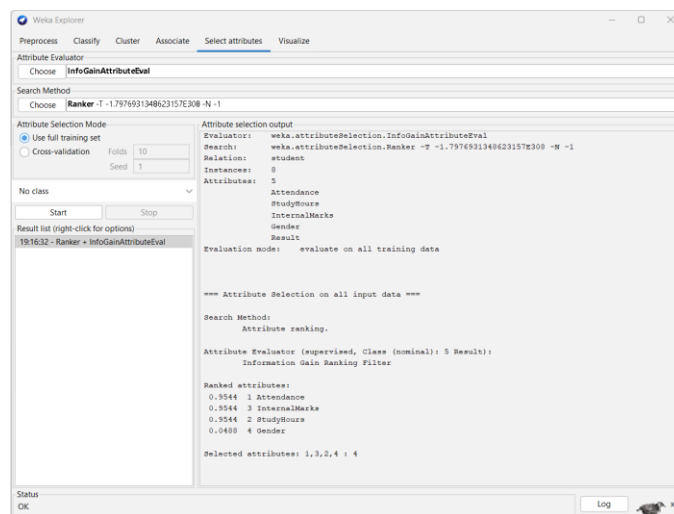 Weka Explorer
Preprocess Classify Cluster Associate Select attributes Visualize
Attribute Evaluator
Choose InfoGainAttributeEval
Search Method
Choose Ranker -T -1.7976931348623157E308 -N -1
Attribute Selection Mode
Use full training set
Cross-validation Folds 10
Seed 1
No class
Start Stop
Result list (right-click for options)
19:16:32 - Ranker + InfoGainAttributeEval
Attribute selection output
Evaluator: weka.attributeSelection.InfoGainAttributeEval
Search: weka.attributeSelection.Ranker -T -1.7976931348623157E308 -N -1
Relation: student
Instances: 8
Attributes: 5
Attendance
StudyHours
InternalMarks
Gender
Result
Evaluation mode: evaluate on all training data
=== Attribute Selection on all input data ===
Search Method:
Attribute ranking.
Attribute Evaluator (supervised, Class (nominal): 5 Result):
Information Gain Ranking Filter
Ranked attributes:
0.9544 1 Attendance
0.9544 3 InternalMarks
0.9544 2 StudyHours
0.0488 4 Gender
Selected attributes: 1,3,2,4 : 4
Status
OK
Log
x